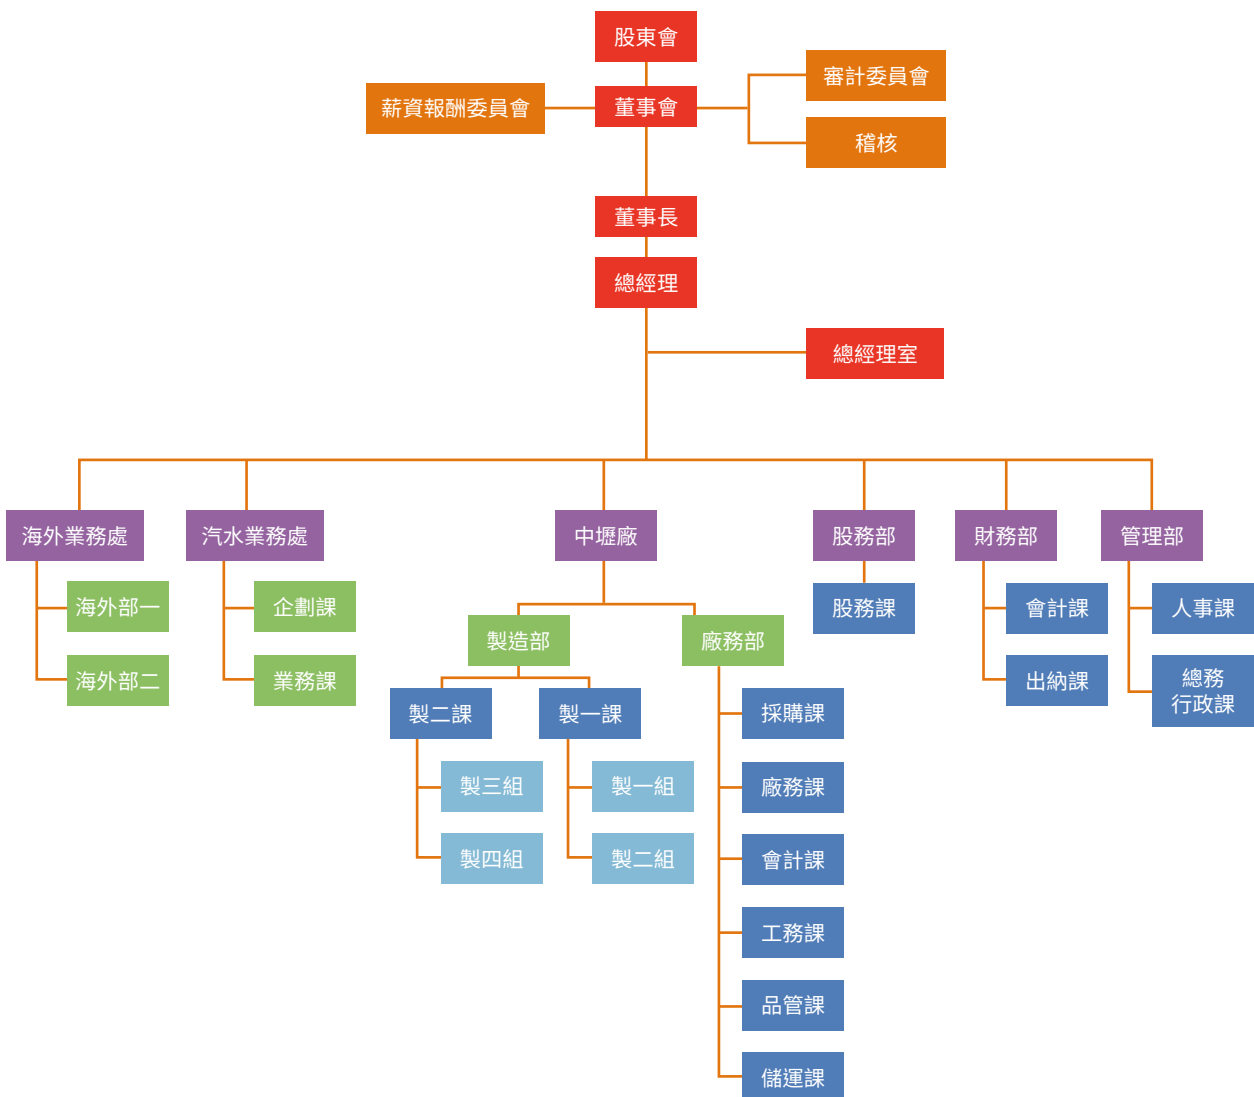 股東會
審計委員會
薪資報酬委員會
董事會
稽核
董事長
總經理
總經理室
海外業務處
汽水業務處
中壢廠
股務部
財務部
管理部
海外部一
企劃課
股務課
會計課
人事課
製造部
廠務部
海外部二
業務課
出納課
總務
行政課
製二課
製一課
採購課
製三組
製一組
廠務課
製四組
製二組
會計課
工務課
品管課
儲運課